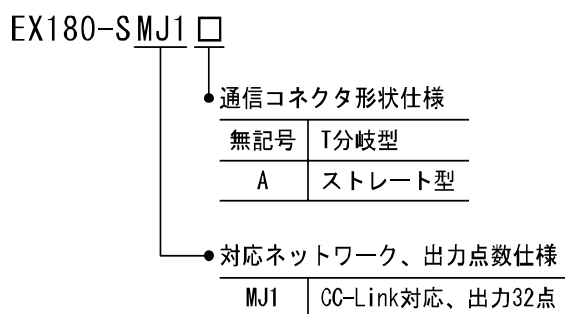 EX180-SMJ1□
通信コネクタ形状仕様
無記号 T分岐型
A ストレート型
対応ネットワーク、出力点数仕様
MJ1 CC-Link対応、出力32点